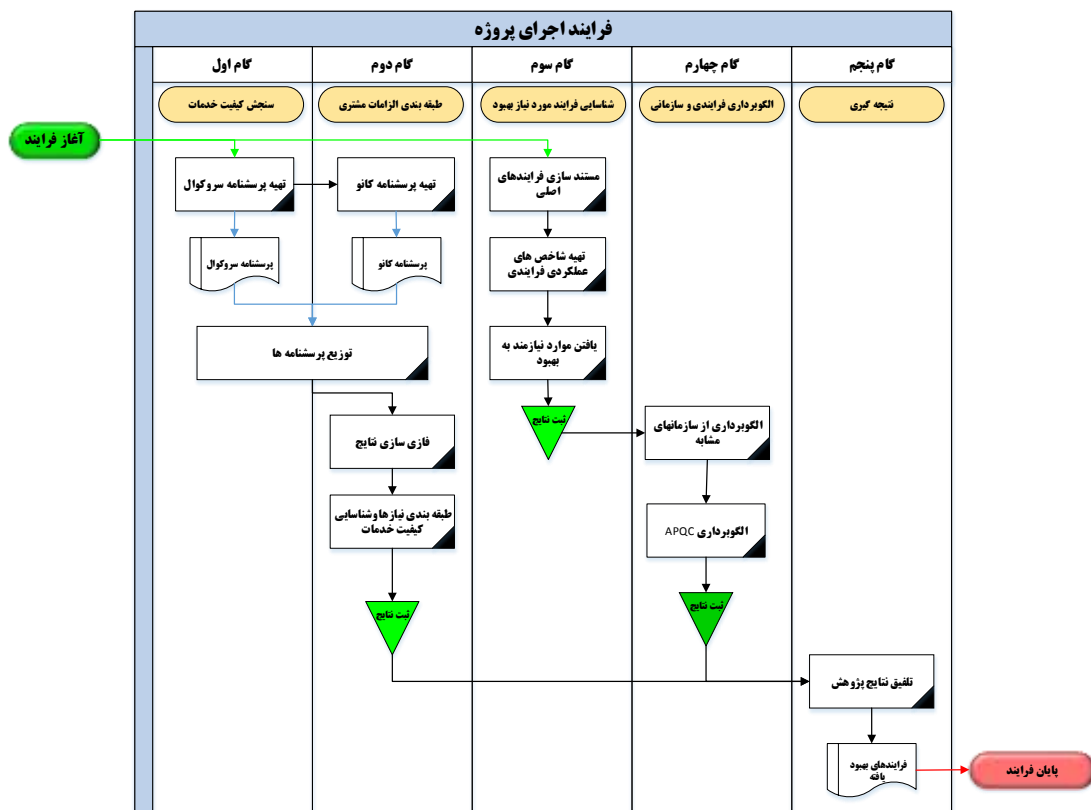 فرایند اجرای پروژه
گام اول
گام دوم
گام سوم
گام چهارم
گام پنجم
سنجش کیفیت خدمات
طبقه بندی الزامات مشتری
شناسایی فرایند مورد نیاز بهبود
الگوبرداری فرایندی و سازمانی
نتیجه گیری
آغاز فرایند
تهیه پرسشنامه سروکوال
تهیه پرسشنامه کانو
مستند سازی فرایندهای
اصلی
پرسشنامه سروکوال
پرسشنامه کانو
تهیه شاخص های
عملکردی فرایندی
توزیع پرسشنامه ها
یافتن موارد نیازمند به
بهبود
ثبت نتایج
الگوبرداری از سازمانهای
مشابه
فازی سازی نتایج
طبقه بندی نیازها وشناسایی
کیفیت خدمات
الگوبرداری APQC
ثبت نتایج
ثبت نتایج
تلفیق نتایج پژوهش
فرایندهای بهبود
یافته
پایان فرایند